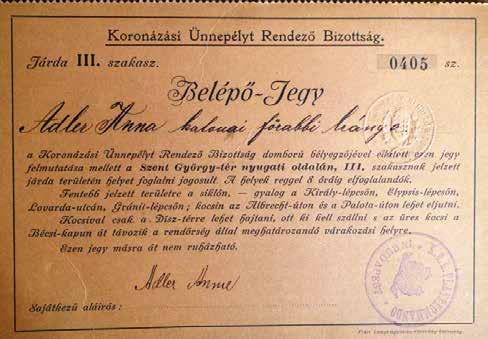 Koronázási Ünnepélyt Rendező Bizottság.
Járda III. szakasz. 0405 sz.
Belépő-Jegy
Adler Anna kalonai főrabbi leánya
a Koronázási Ünnepélyt Rendező Bizottság domború bélyegzőjével ellátott ezen jegy
felmutatása mellett a Szent György-tér nyugati oldalán, III. szakasznak jelzett
járda területén helyet foglalni jogosult. A helyek reggel 8 óráig elfoglalandók.
Fentebb jelzett területre a siklón, — gyalog a Király-lépcsőn, Elypsis-lépcsőn,
Lovarda-utcán, Gránit-lépcsőn; kocsin az Albrecht-úton és a Palota-úton lehet eljutni.
Kocsival csak a Disz-térre lehet hajtani, ott ki kell szállni s az üres kocsi a
Bécsi-kapun át távozik a rendőrség által meghatározandó várakozási helyre.
Ezen jegy másra át nem ruházható.
Adler Anna
Sajátkezű aláírás: